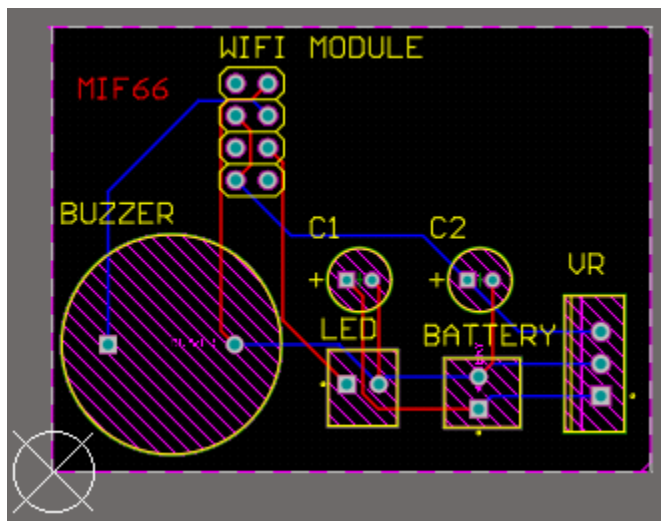 WIFI MODULE
MIF66
BUZZER
C1
C2
VR
+
+
LED
BATTERY